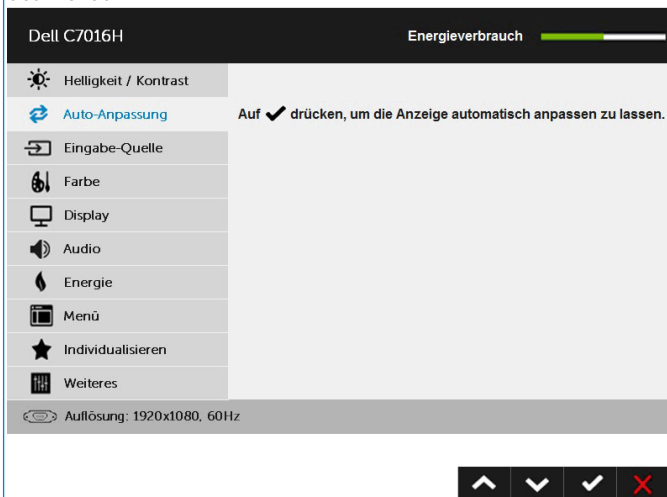 Dell C7016H
Energieverbrauch
Helligkeit / Kontrast
Auto-Anpassung
Auf ✔ drücken, um die Anzeige automatisch anpassen zu lassen.
Eingabe-Quelle
Farbe
Display
Audio
Energie
Menü
Individualisieren
Weiteres
Auflösung: 1920x1080, 60Hz